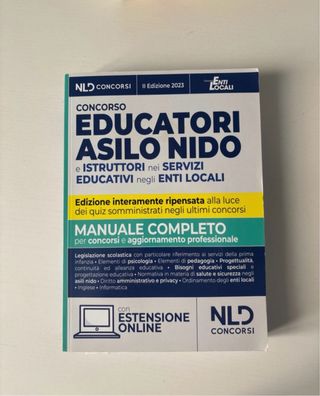 NLD CONCORSI
II Edizione 2023
ENTI LOCALI
CONCORSO
EDUCATORI
ASILO NIDO
e ISTRUTTORI nei SERVIZI
EDUCATIVI negli ENTI LOCALI
Edizione interamente ripensata alla luce
dei quiz somministrati negli ultimi concorsi
MANUALE COMPLETO
per concorsi e aggiornamento professionale
Legislazione scolastica con particolare riferimento ai servizi della prima
infanzia • Elementi di psicologia • Elementi di pedagogia • Progettualità,
continuità ed alleanza educativa • Bisogni educativi speciali e
progettazione educativa • Normativa in materia di salute e sicurezza negli
asili nido • Diritto amministrativo e privacy • Ordinamento degli enti locali
• Inglese • Informatica
con
ESTENSIONE
ONLINE
NLD
CONCORSI